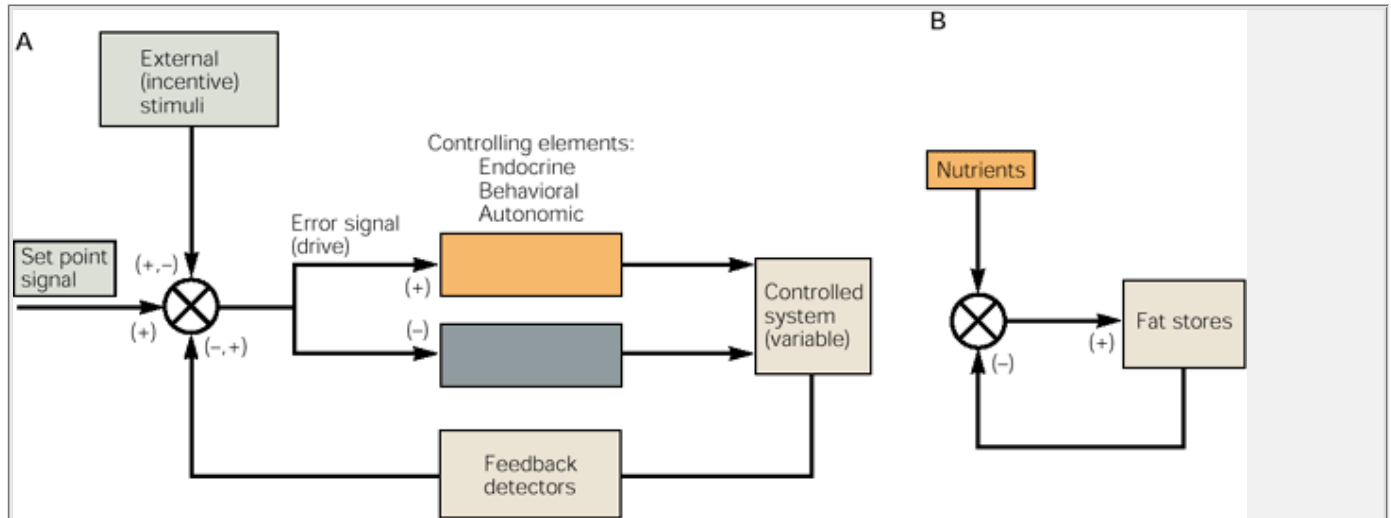 A
External
(incentive)
stimuli
Controlling elements:
Endocrine
Behavioral
Autonomic
Error signal
(drive)
Set point
signal
(+,–)
(+)
(–,+)
(+)
(–)
Controlled
system
(variable)
Feedback
detectors
B
Nutrients
Fat stores
(+)
(–)